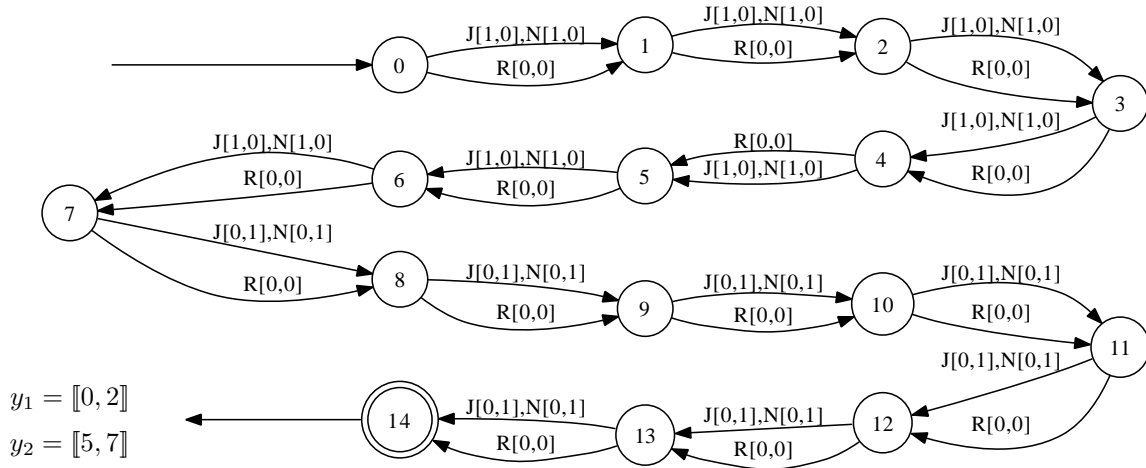 J[1,0],N[1,0] J[1,0],N[1,0] J[1,0],N[1,0]
0 R[0,0] 1 R[0,0] 2 R[0,0] 3
J[1,0],N[1,0] J[1,0],N[1,0] R[0,0] J[1,0],N[1,0]
7 R[0,0] 6 R[0,0] 5 J[1,0],N[1,0] 4 R[0,0]
J[0,1],N[0,1] J[0,1],N[0,1] J[0,1],N[0,1] J[0,1],N[0,1]
R[0,0] 8 R[0,0] 9 R[0,0] 10 R[0,0] 11
J[0,1],N[0,1] J[0,1],N[0,1] J[0,1],N[0,1]
14 R[0,0] 13 R[0,0] 12 R[0,0]
y₁ = ⟦0, 2⟧
y₂ = ⟦5, 7⟧